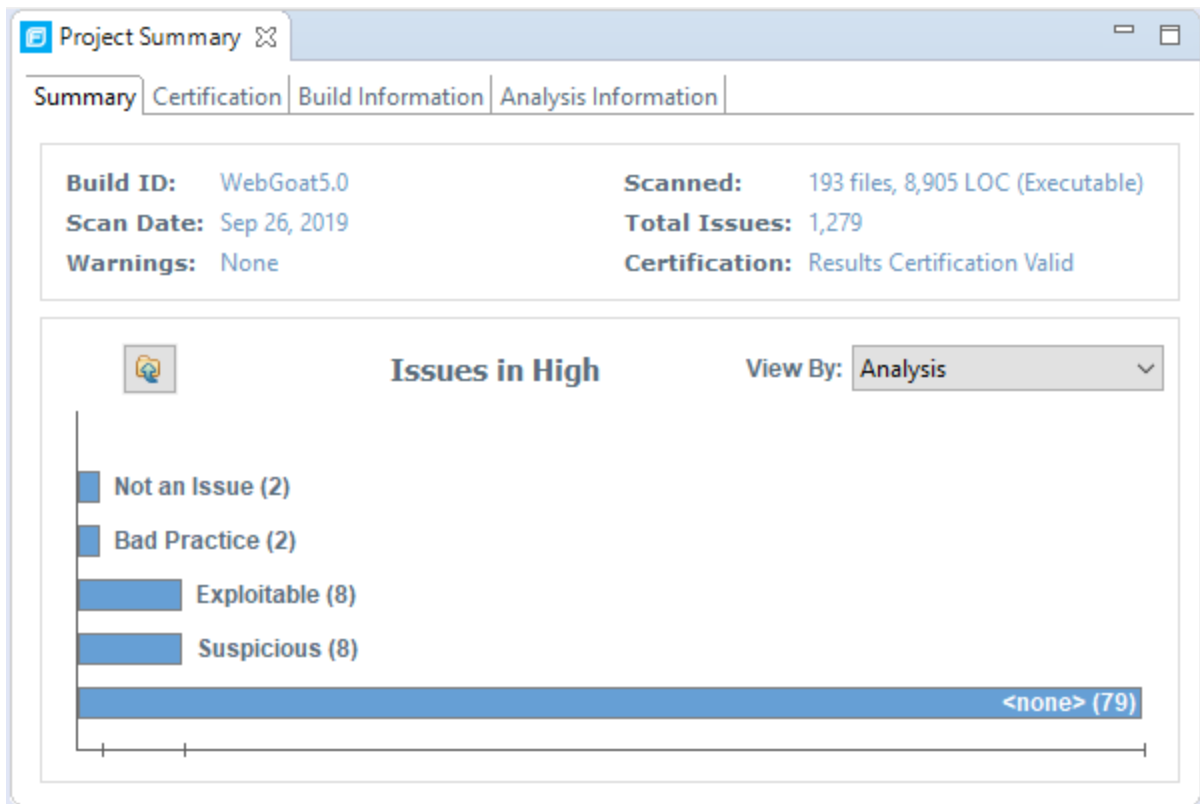 Project Summary
Summary Certification Build Information Analysis Information
Build ID: WebGoat5.0 Scanned: 193 files, 8,905 LOC (Executable)
Scan Date: Sep 26, 2019 Total Issues: 1,279
Warnings: None Certification: Results Certification Valid
Issues in High View By: Analysis
Not an Issue (2)
Bad Practice (2)
Exploitable (8)
Suspicious (8)
<none> (79)